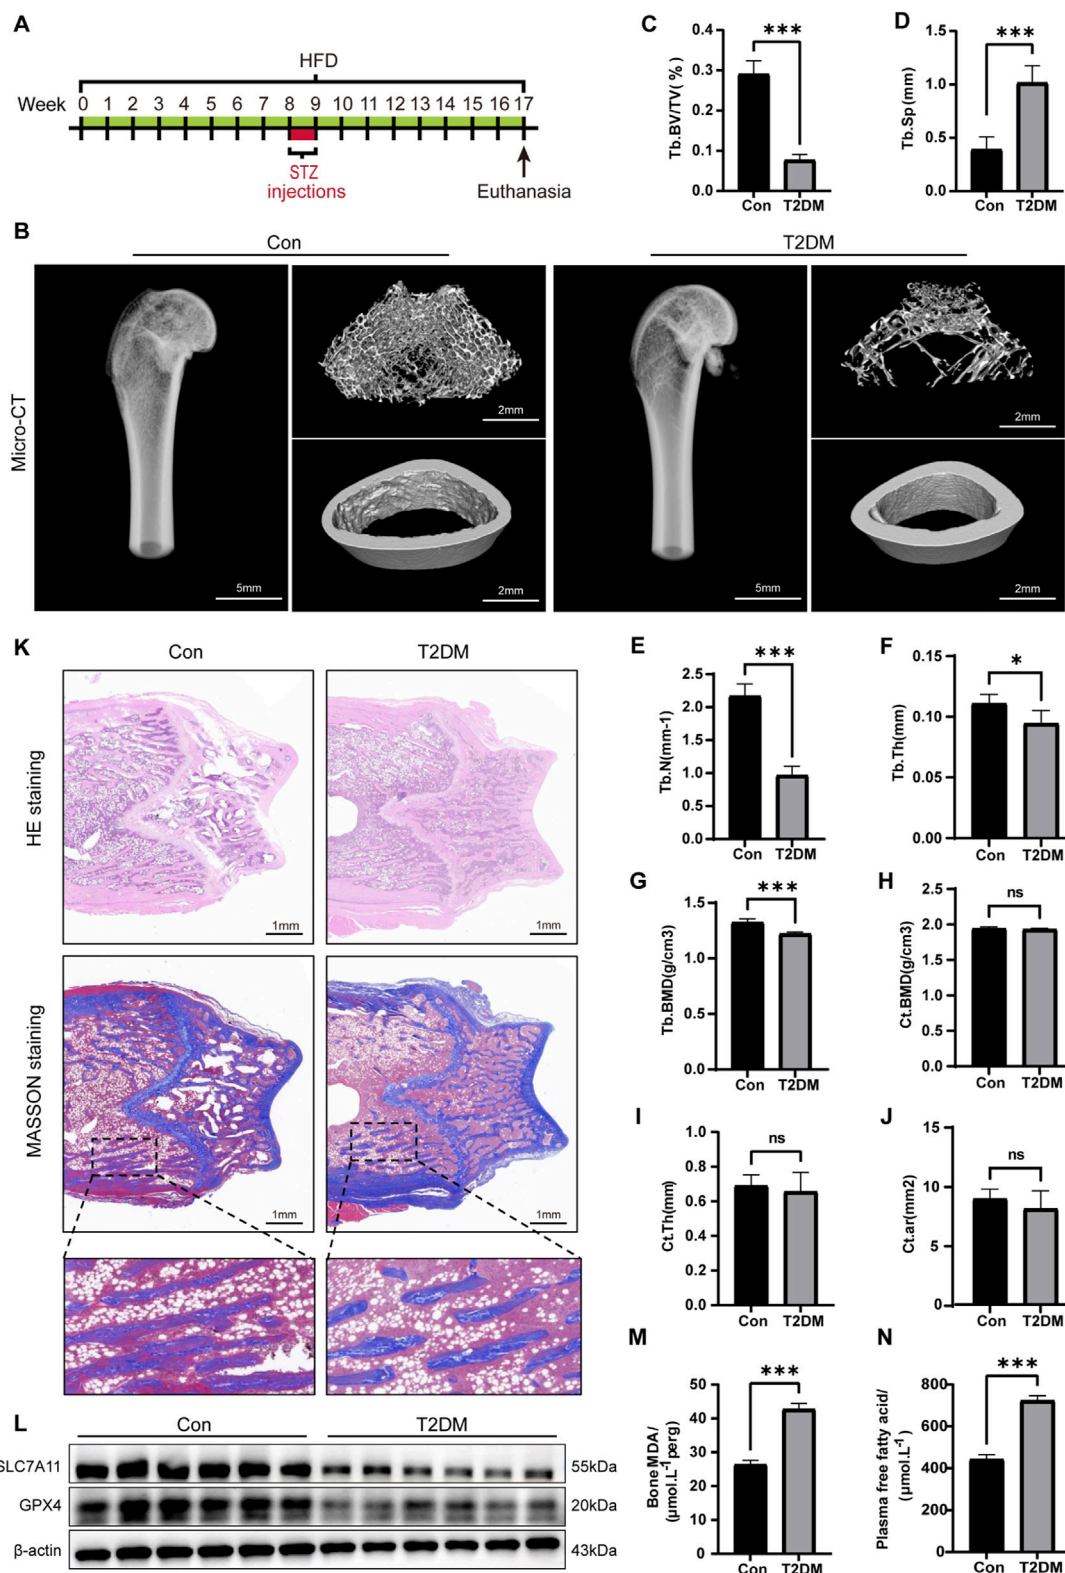 A
HFD
Week 0 1 2 3 4 5 6 7 8 9 10 11 12 13 14 15 16 17
STZ
injections
Euthanasia
C
***
Tb.BV/TV( % )
0.4
0.3
0.2
0.1
0.0
Con T2DM
D
***
Tb.Sp(mm)
1.5
1.0
0.5
0.0
Con T2DM
B
Con
T2DM
Micro-CT
5mm
2mm
2mm
5mm
2mm
2mm
K
Con
T2DM
HE staining
1mm
1mm
MASSON staining
1mm
1mm
E
***
Tb.N(mm-1)
2.5
2.0
1.5
1.0
0.5
0.0
Con T2DM
F
*
Tb.Th(mm)
0.15
0.10
0.05
0.00
Con T2DM
G
***
Tb.BMD(g/cm3)
1.5
1.0
0.5
0.0
Con T2DM
H
ns
Ct.BMD(g/cm3)
2.5
2.0
1.5
1.0
0.5
0.0
Con T2DM
I
ns
Ct.Th(mm)
1.0
0.8
0.6
0.4
0.2
0.0
Con T2DM
J
ns
Ct.ar(mm2)
15
10
5
0
Con T2DM
L
Con
T2DM
SLC7A11 55kDa
GPX4 20kDa
β-actin 43kDa
M
***
Bone MDA/
(μmol.L⁻¹perg)
50
40
30
20
10
0
Con T2DM
N
***
Plasma free fatty acid/
(μmol.L⁻¹)
800
600
400
200
0
Con T2DM